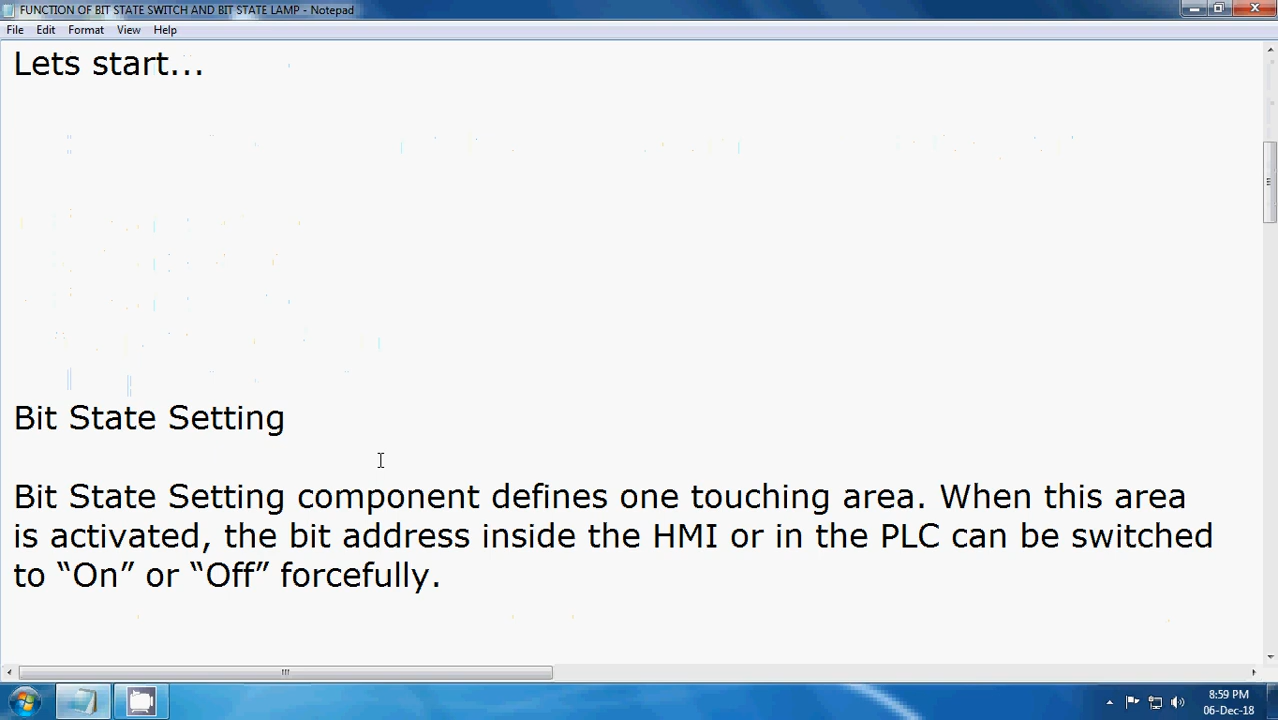 FUNCTION OF BIT STATE SWITCH AND BIT STATE LAMP - Notepad
File Edit Format View Help
Lets start...
Bit State Setting
Bit State Setting component defines one touching area. When this area
is activated, the bit address inside the HMI or in the PLC can be switched
to “On” or “Off” forcefully.
8:59 PM
06-Dec-18